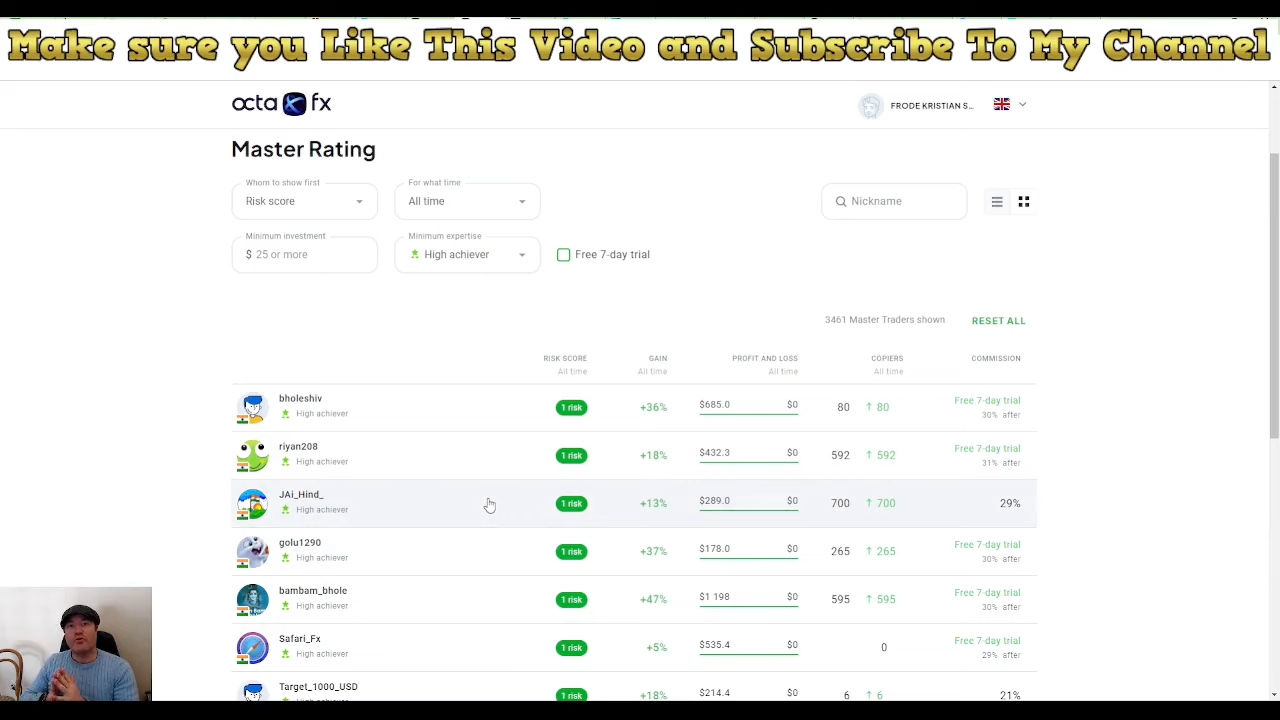 Make sure you Like This Video and Subscribe To My Channel
octa fx
FRODE KRISTIAN S...
Master Rating
Whom to show first
Risk score
For what time
All time
Nickname
Minimum investment
$ 25 or more
Minimum expertise
High achiever
Free 7-day trial
3461 Master Traders shown
RESET ALL
RISK SCORE GAIN PROFIT AND LOSS COPIERS COMMISSION
All time All time All time All time
bholeshiv
High achiever
1 risk +36% $685.0 $0 80 ↑ 80
Free 7-day trial
30% after
riyan208
High achiever
1 risk +18% $432.3 $0 592 ↑ 592
Free 7-day trial
31% after
JAi_Hind_
High achiever
1 risk +13% $289.0 $0 700 ↑ 700 29%
golu1290
High achiever
1 risk +37% $178.0 $0 265 ↑ 265
Free 7-day trial
30% after
bambam_bhole
High achiever
1 risk +47% $1 198 $0 595 ↑ 595
Free 7-day trial
30% after
Safari_Fx
High achiever
1 risk +5% $535.4 $0 0
Free 7-day trial
29% after
Target_1000_USD
1 risk +18% $214.4 $0 6 ↑ 6 21%